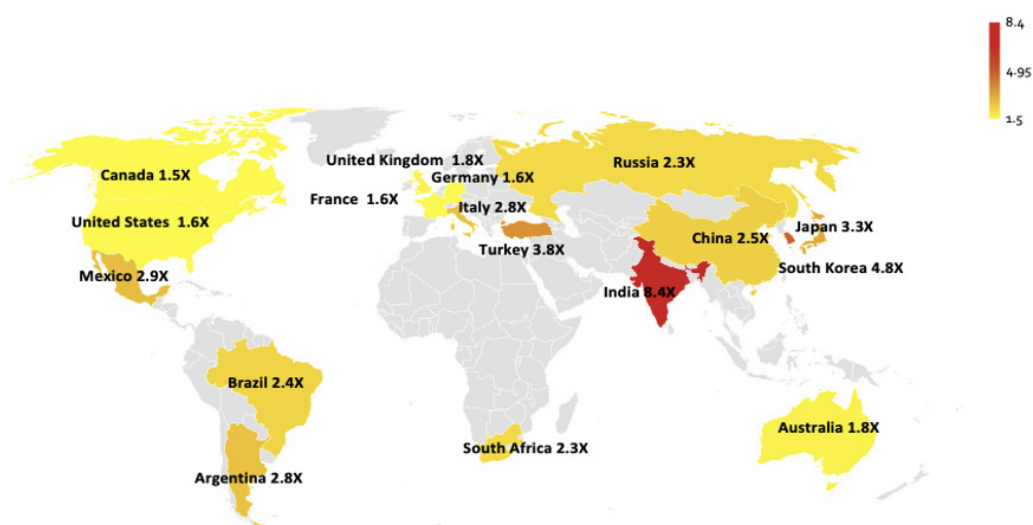 8.4
4.95
1.5
United Kingdom 1.8X
Russia 2.3X
Canada 1.5X
Germany 1.6X
France 1.6X
Italy 2.8X
United States 1.6X
Japan 3.3X
China 2.5X
Turkey 3.8X
South Korea 4.8X
Mexico 2.9X
India 8.4X
Brazil 2.4X
Australia 1.8X
South Africa 2.3X
Argentina 2.8X